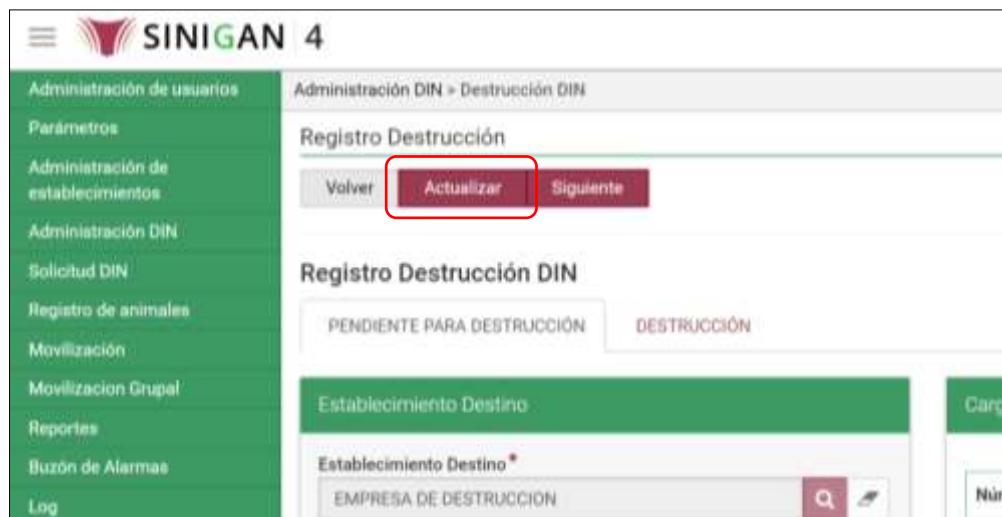 SINIGAN 4
Administración de usuarios
Parámetros
Administración de
establecimientos
Administración DIN
Solicitud DIN
Registro de animales
Movilización
Movilizacion Grupal
Reportes
Buzón de Alarmas
Log
Administración DIN » Destrucción DIN
Registro Destrucción
Volver Actualizar Siguiente
Registro Destrucción DIN
PENDIENTE PARA DESTRUCCIÓN DESTRUCCIÓN
Establecimiento Destino
Establecimiento Destino*
EMPRESA DE DESTRUCCION
Carg
Núr